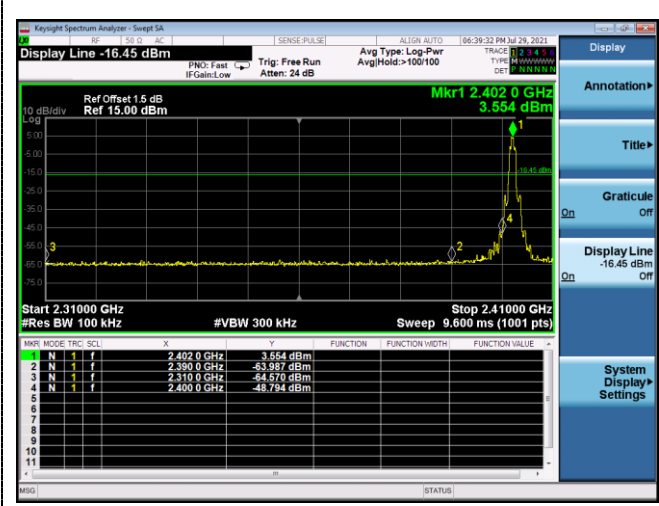 Keysight Spectrum Analyzer - Swept SA
RF 50 Ω AC SENSE:PULSE ALIGN AUTO 06:39:32 PM Jul 29, 2021
Display Line -16.45 dBm
PNO: Fast Trig: Free Run Avg Type: Log-Pwr TRACE 1 2 3 4 5 6
IFGain:Low Atten: 24 dB Avg|Hold:>100/100 TYPE M W W W W W
DET P N N N N N
Display
Annotation
Title
Graticule
On Off
Display Line
-16.45 dBm
On Off
System
Display
Settings
Mkr1 2.402 0 GHz
3.554 dBm
Ref Offset 1.5 dB
10 dB/div Ref 15.00 dBm
Log
1
5.00
-5.00
-15.0
-16.45 dBm
-25.0
-35.0
4
-45.0
-55.0
3
2
-65.0
-75.0
Start 2.31000 GHz Stop 2.41000 GHz
#Res BW 100 kHz #VBW 300 kHz Sweep 9.600 ms (1001 pts)
MKR MODE TRC SCL X Y FUNCTION FUNCTION WIDTH FUNCTION VALUE
1 N 1 f 2.402 0 GHz 3.554 dBm
2 N 1 f 2.390 0 GHz -63.987 dBm
3 N 1 f 2.310 0 GHz -64.570 dBm
4 N 1 f 2.400 0 GHz -48.794 dBm
5
6
7
8
9
10
11
MSG STATUS